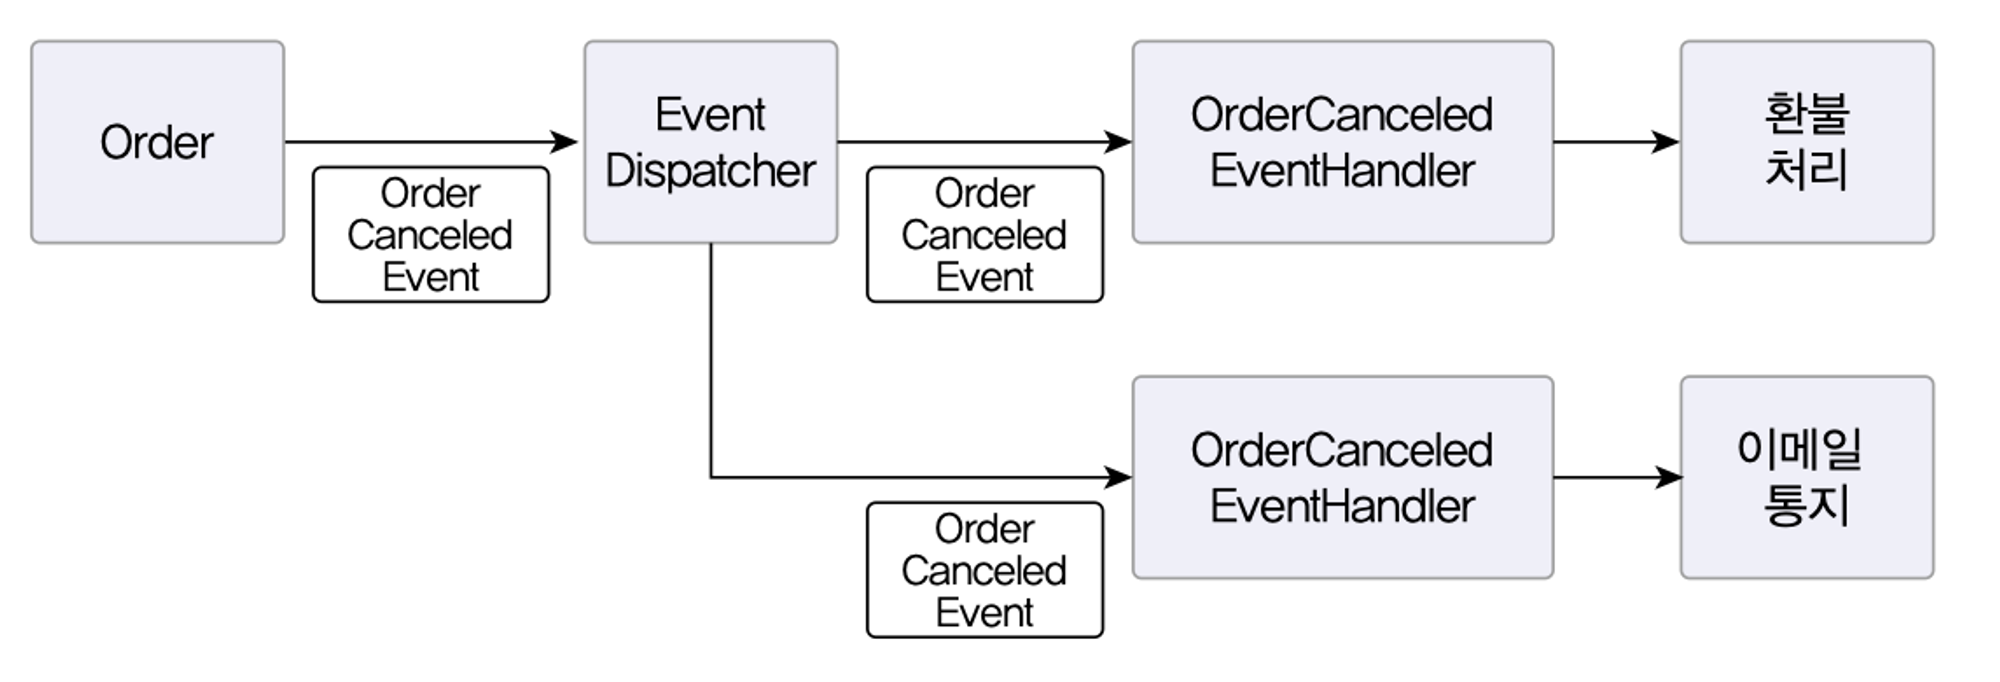 Order
Order
Canceled
Event
Event
Dispatcher
Order
Canceled
Event
OrderCanceled
EventHandler
환불
처리
Order
Canceled
Event
OrderCanceled
EventHandler
이메일
통지